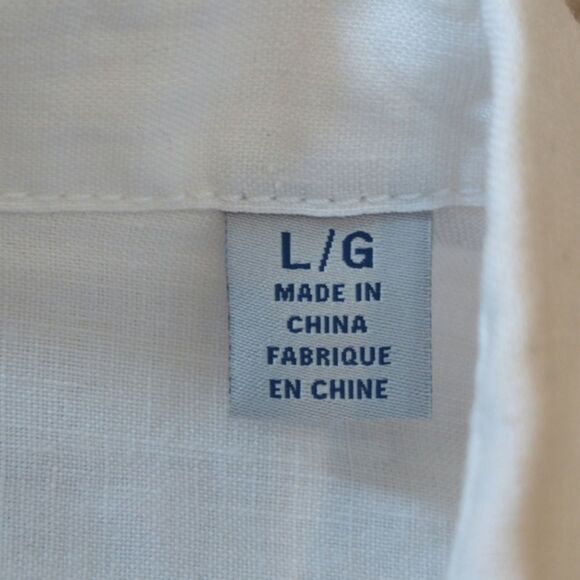 L/G
MADE IN
CHINA
FABRIQUE
EN CHINE